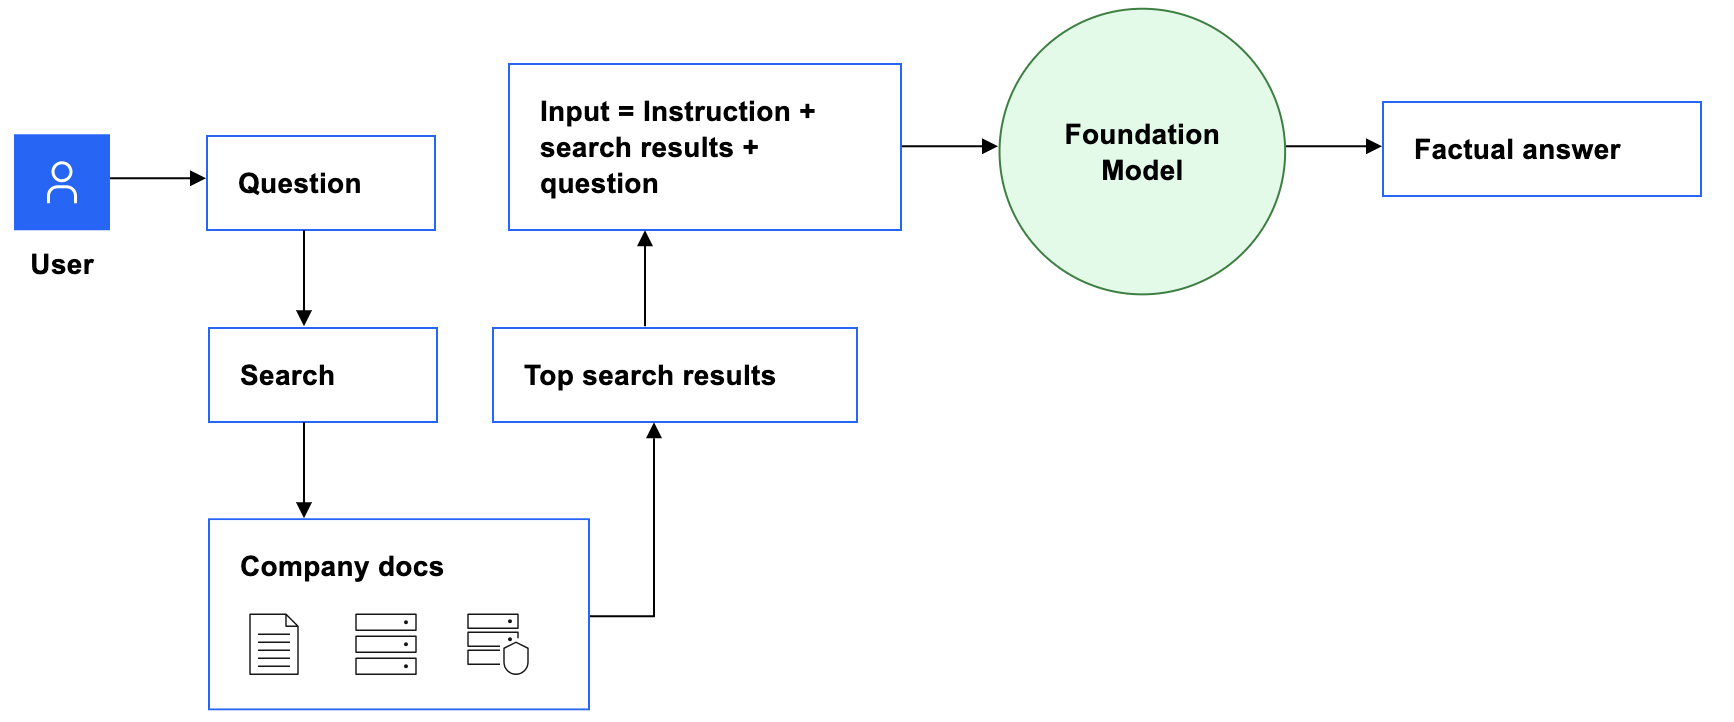 User
Question
Search
Company docs
Top search results
Input = Instruction +
search results +
question
Foundation
Model
Factual answer